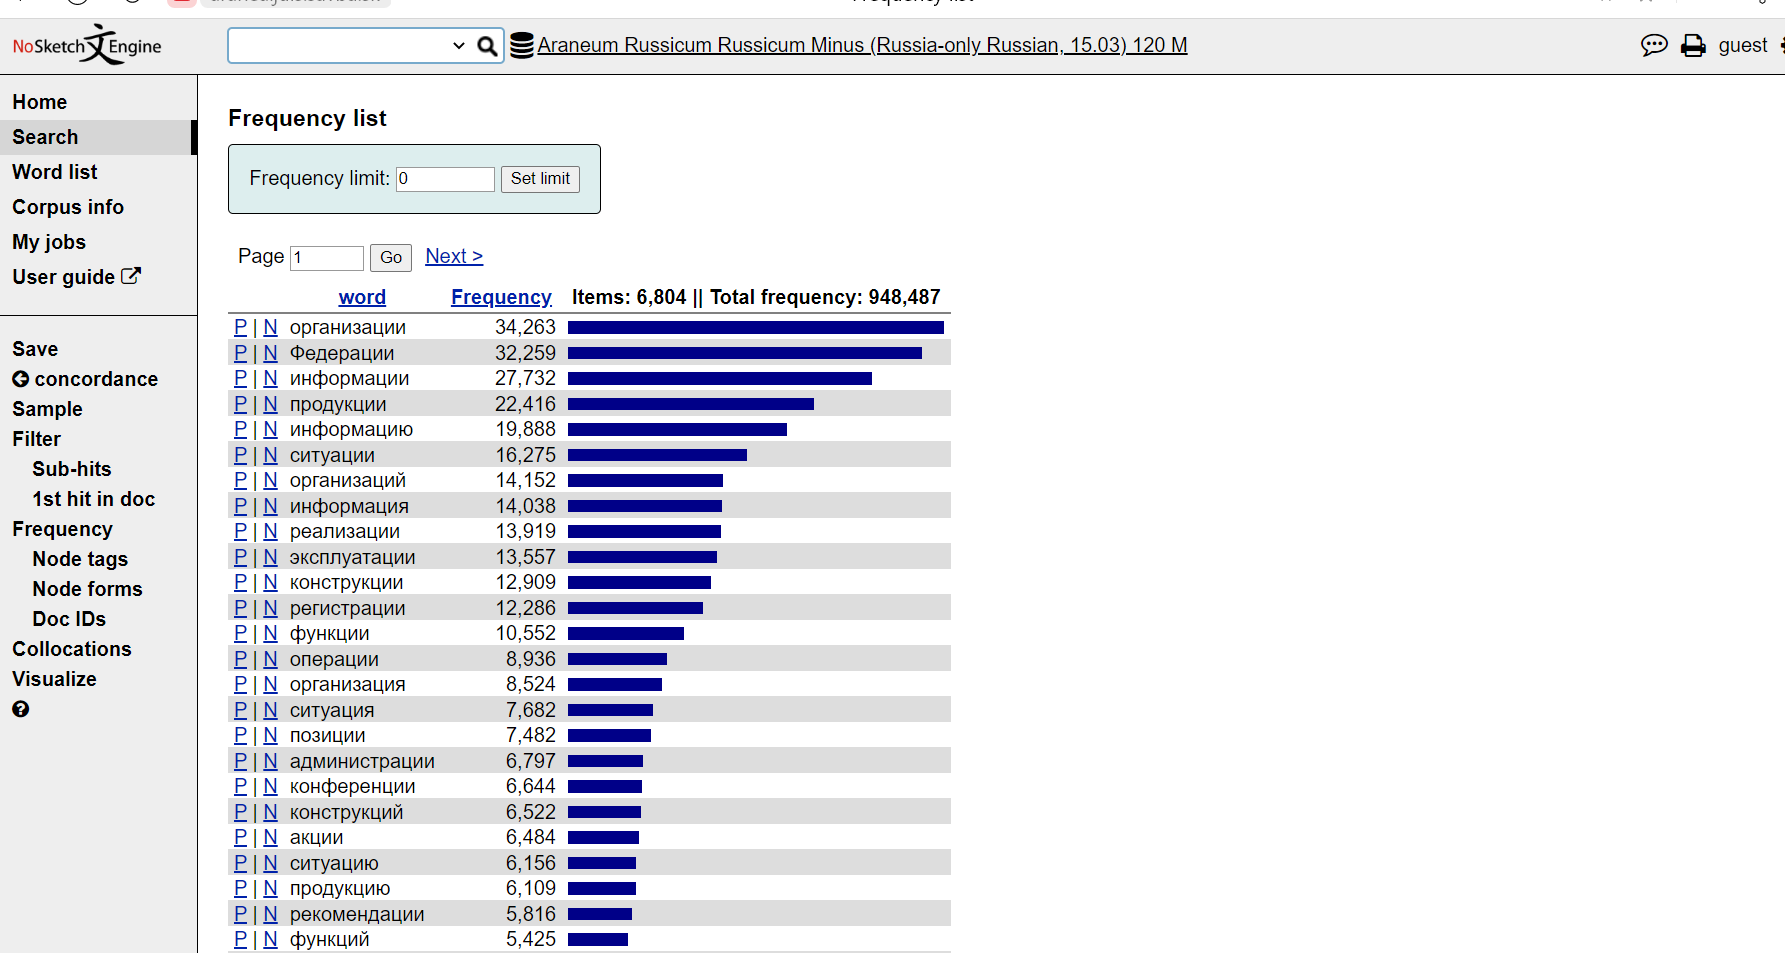 NoSketch Engine
Araneum Russicum Russicum Minus (Russia-only Russian, 15.03) 120 M
guest
Home
Search
Word list
Corpus info
My jobs
User guide
Save
concordance
Sample
Filter
Sub-hits
1st hit in doc
Frequency
Node tags
Node forms
Doc IDs
Collocations
Visualize
Frequency list
Frequency limit: 0 Set limit
Page 1 Go Next >
word Frequency Items: 6,804 || Total frequency: 948,487
P | N организации 34,263
P | N Федерации 32,259
P | N информации 27,732
P | N продукции 22,416
P | N информацию 19,888
P | N ситуации 16,275
P | N организаций 14,152
P | N информация 14,038
P | N реализации 13,919
P | N эксплуатации 13,557
P | N конструкции 12,909
P | N регистрации 12,286
P | N функции 10,552
P | N операции 8,936
P | N организация 8,524
P | N ситуация 7,682
P | N позиции 7,482
P | N администрации 6,797
P | N конференции 6,644
P | N конструкций 6,522
P | N акции 6,484
P | N ситуацию 6,156
P | N продукцию 6,109
P | N рекомендации 5,816
P | N функций 5,425